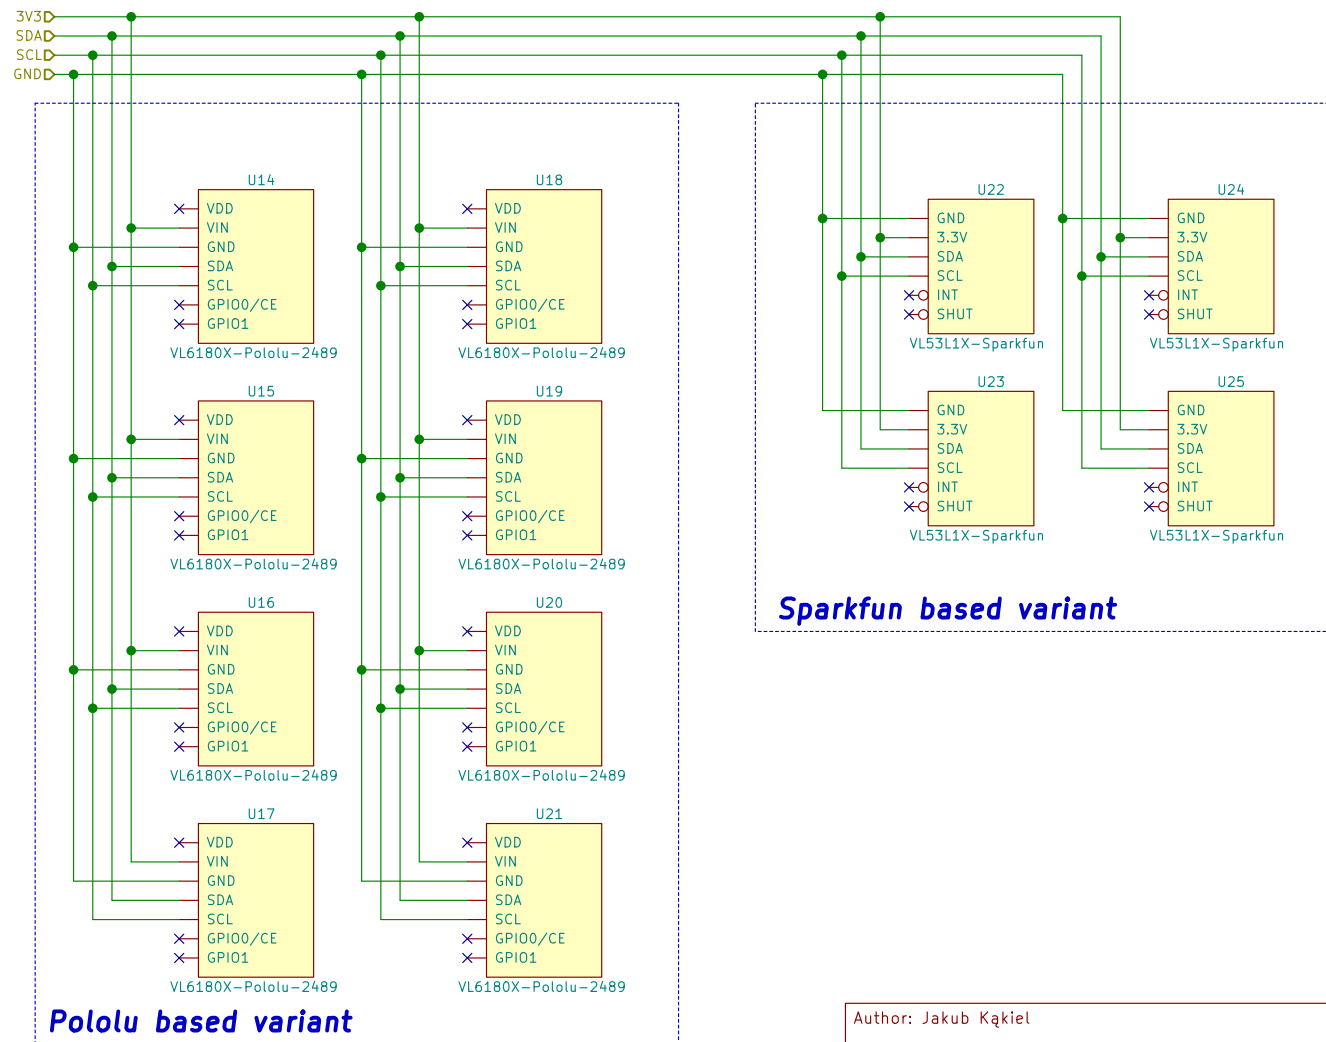 3V3
SDA
SCL
GND
U14
VDD
VIN
GND
SDA
SCL
GPIO0/CE
GPIO1
VL6180X-Pololu-2489
U15
VDD
VIN
GND
SDA
SCL
GPIO0/CE
GPIO1
VL6180X-Pololu-2489
U16
VDD
VIN
GND
SDA
SCL
GPIO0/CE
GPIO1
VL6180X-Pololu-2489
U17
VDD
VIN
GND
SDA
SCL
GPIO0/CE
GPIO1
VL6180X-Pololu-2489
U18
VDD
VIN
GND
SDA
SCL
GPIO0/CE
GPIO1
VL6180X-Pololu-2489
U19
VDD
VIN
GND
SDA
SCL
GPIO0/CE
GPIO1
VL6180X-Pololu-2489
U20
VDD
VIN
GND
SDA
SCL
GPIO0/CE
GPIO1
VL6180X-Pololu-2489
U21
VDD
VIN
GND
SDA
SCL
GPIO0/CE
GPIO1
VL6180X-Pololu-2489
Pololu based variant
U22
GND
3.3V
SDA
SCL
INT
SHUT
VL53L1X-Sparkfun
U23
GND
3.3V
SDA
SCL
INT
SHUT
VL53L1X-Sparkfun
U24
GND
3.3V
SDA
SCL
INT
SHUT
VL53L1X-Sparkfun
U25
GND
3.3V
SDA
SCL
INT
SHUT
VL53L1X-Sparkfun
Sparkfun based variant
Author: Jakub Kąkiel